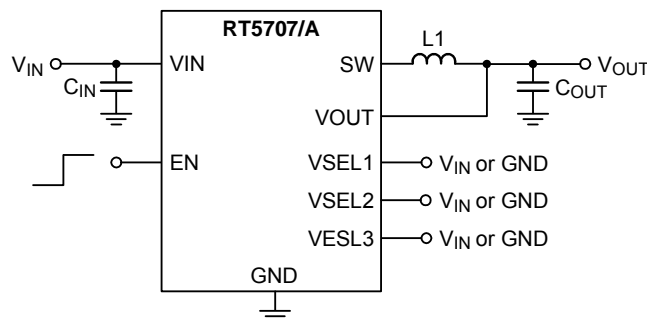 RT5707/A
L1
VIN
VIN
SW
VOUT
CIN
COUT
VOUT
EN
VSEL1
VIN or GND
VSEL2
VIN or GND
VESL3
VIN or GND
GND